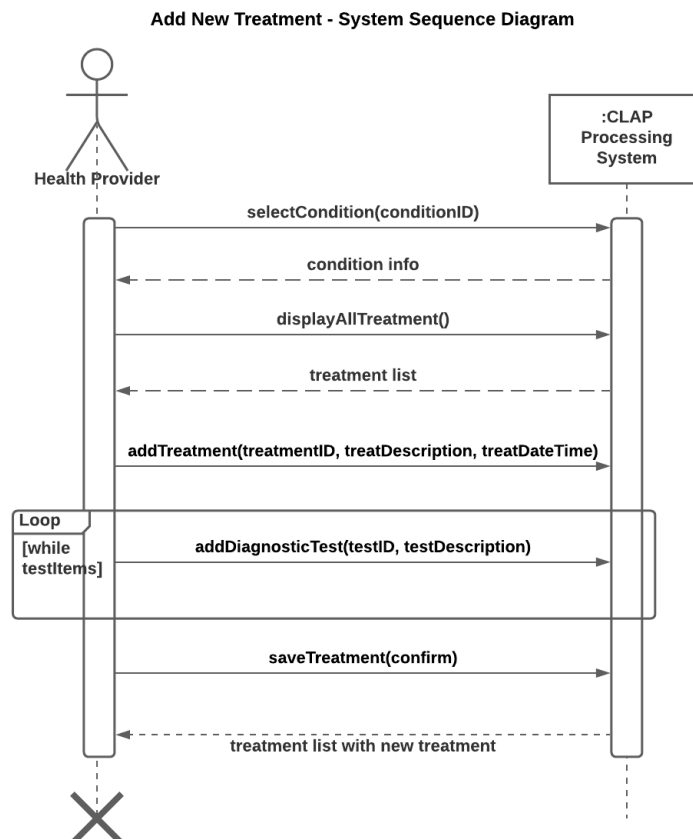 Add New Treatment - System Sequence Diagram
:CLAP
Processing
System
Health Provider
selectCondition(conditionID)
condition info
displayAllTreatment()
treatment list
addTreatment(treatmentID, treatDescription, treatDateTime)
Loop
[while
testItems]
addDiagnosticTest(testID, testDescription)
saveTreatment(confirm)
treatment list with new treatment